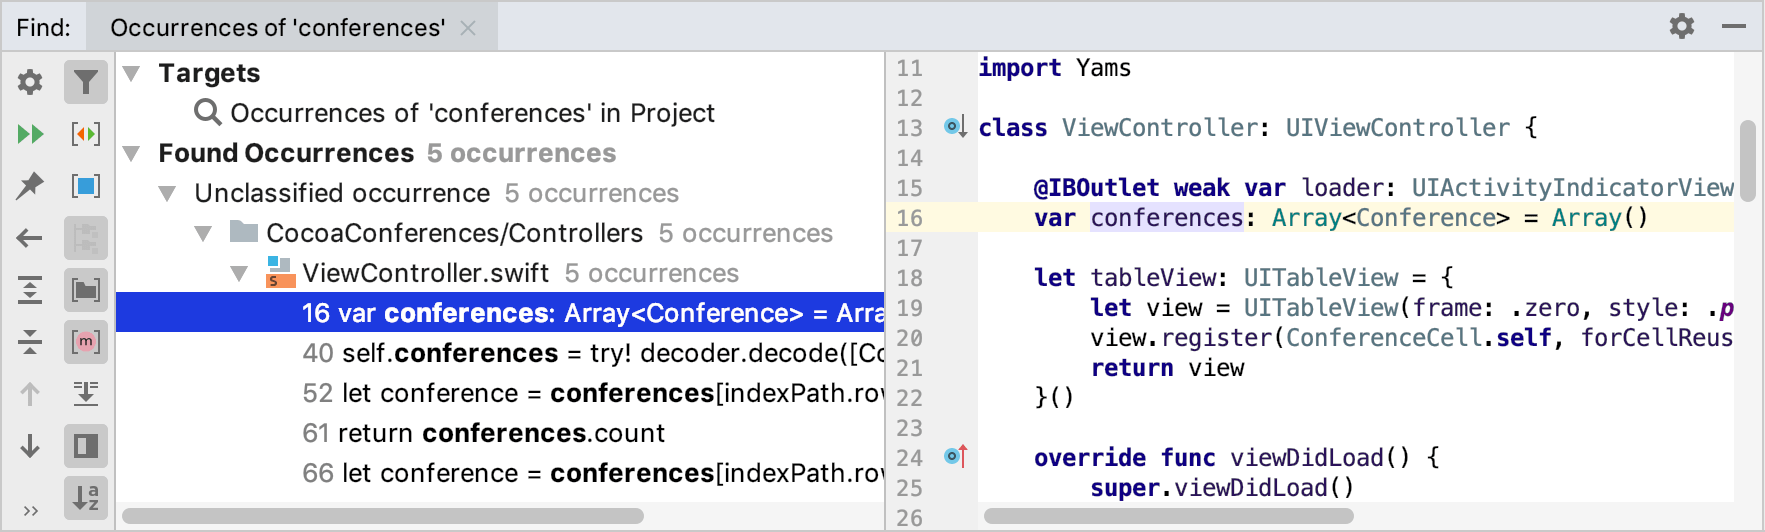 Find: Occurrences of 'conferences'
Targets
Occurrences of 'conferences' in Project
Found Occurrences 5 occurrences
Unclassified occurrence 5 occurrences
CocoaConferences/Controllers 5 occurrences
ViewController.swift 5 occurrences
16 var conferences: Array<Conference> = Arra
40 self.conferences = try! decoder.decode([Co
52 let conference = conferences[indexPath.row
61 return conferences.count
66 let conference = conferences[indexPath.row
11 import Yams
12
13 class ViewController: UIViewController {
14
15 @IBOutlet weak var loader: UIActivityIndicatorView
16 var conferences: Array<Conference> = Array()
17
18 let tableView: UITableView = {
19 let view = UITableView(frame: .zero, style: .p
20 view.register(ConferenceCell.self, forCellReus
21 return view
22 }()
23
24 override func viewDidLoad() {
25 super.viewDidLoad()
26